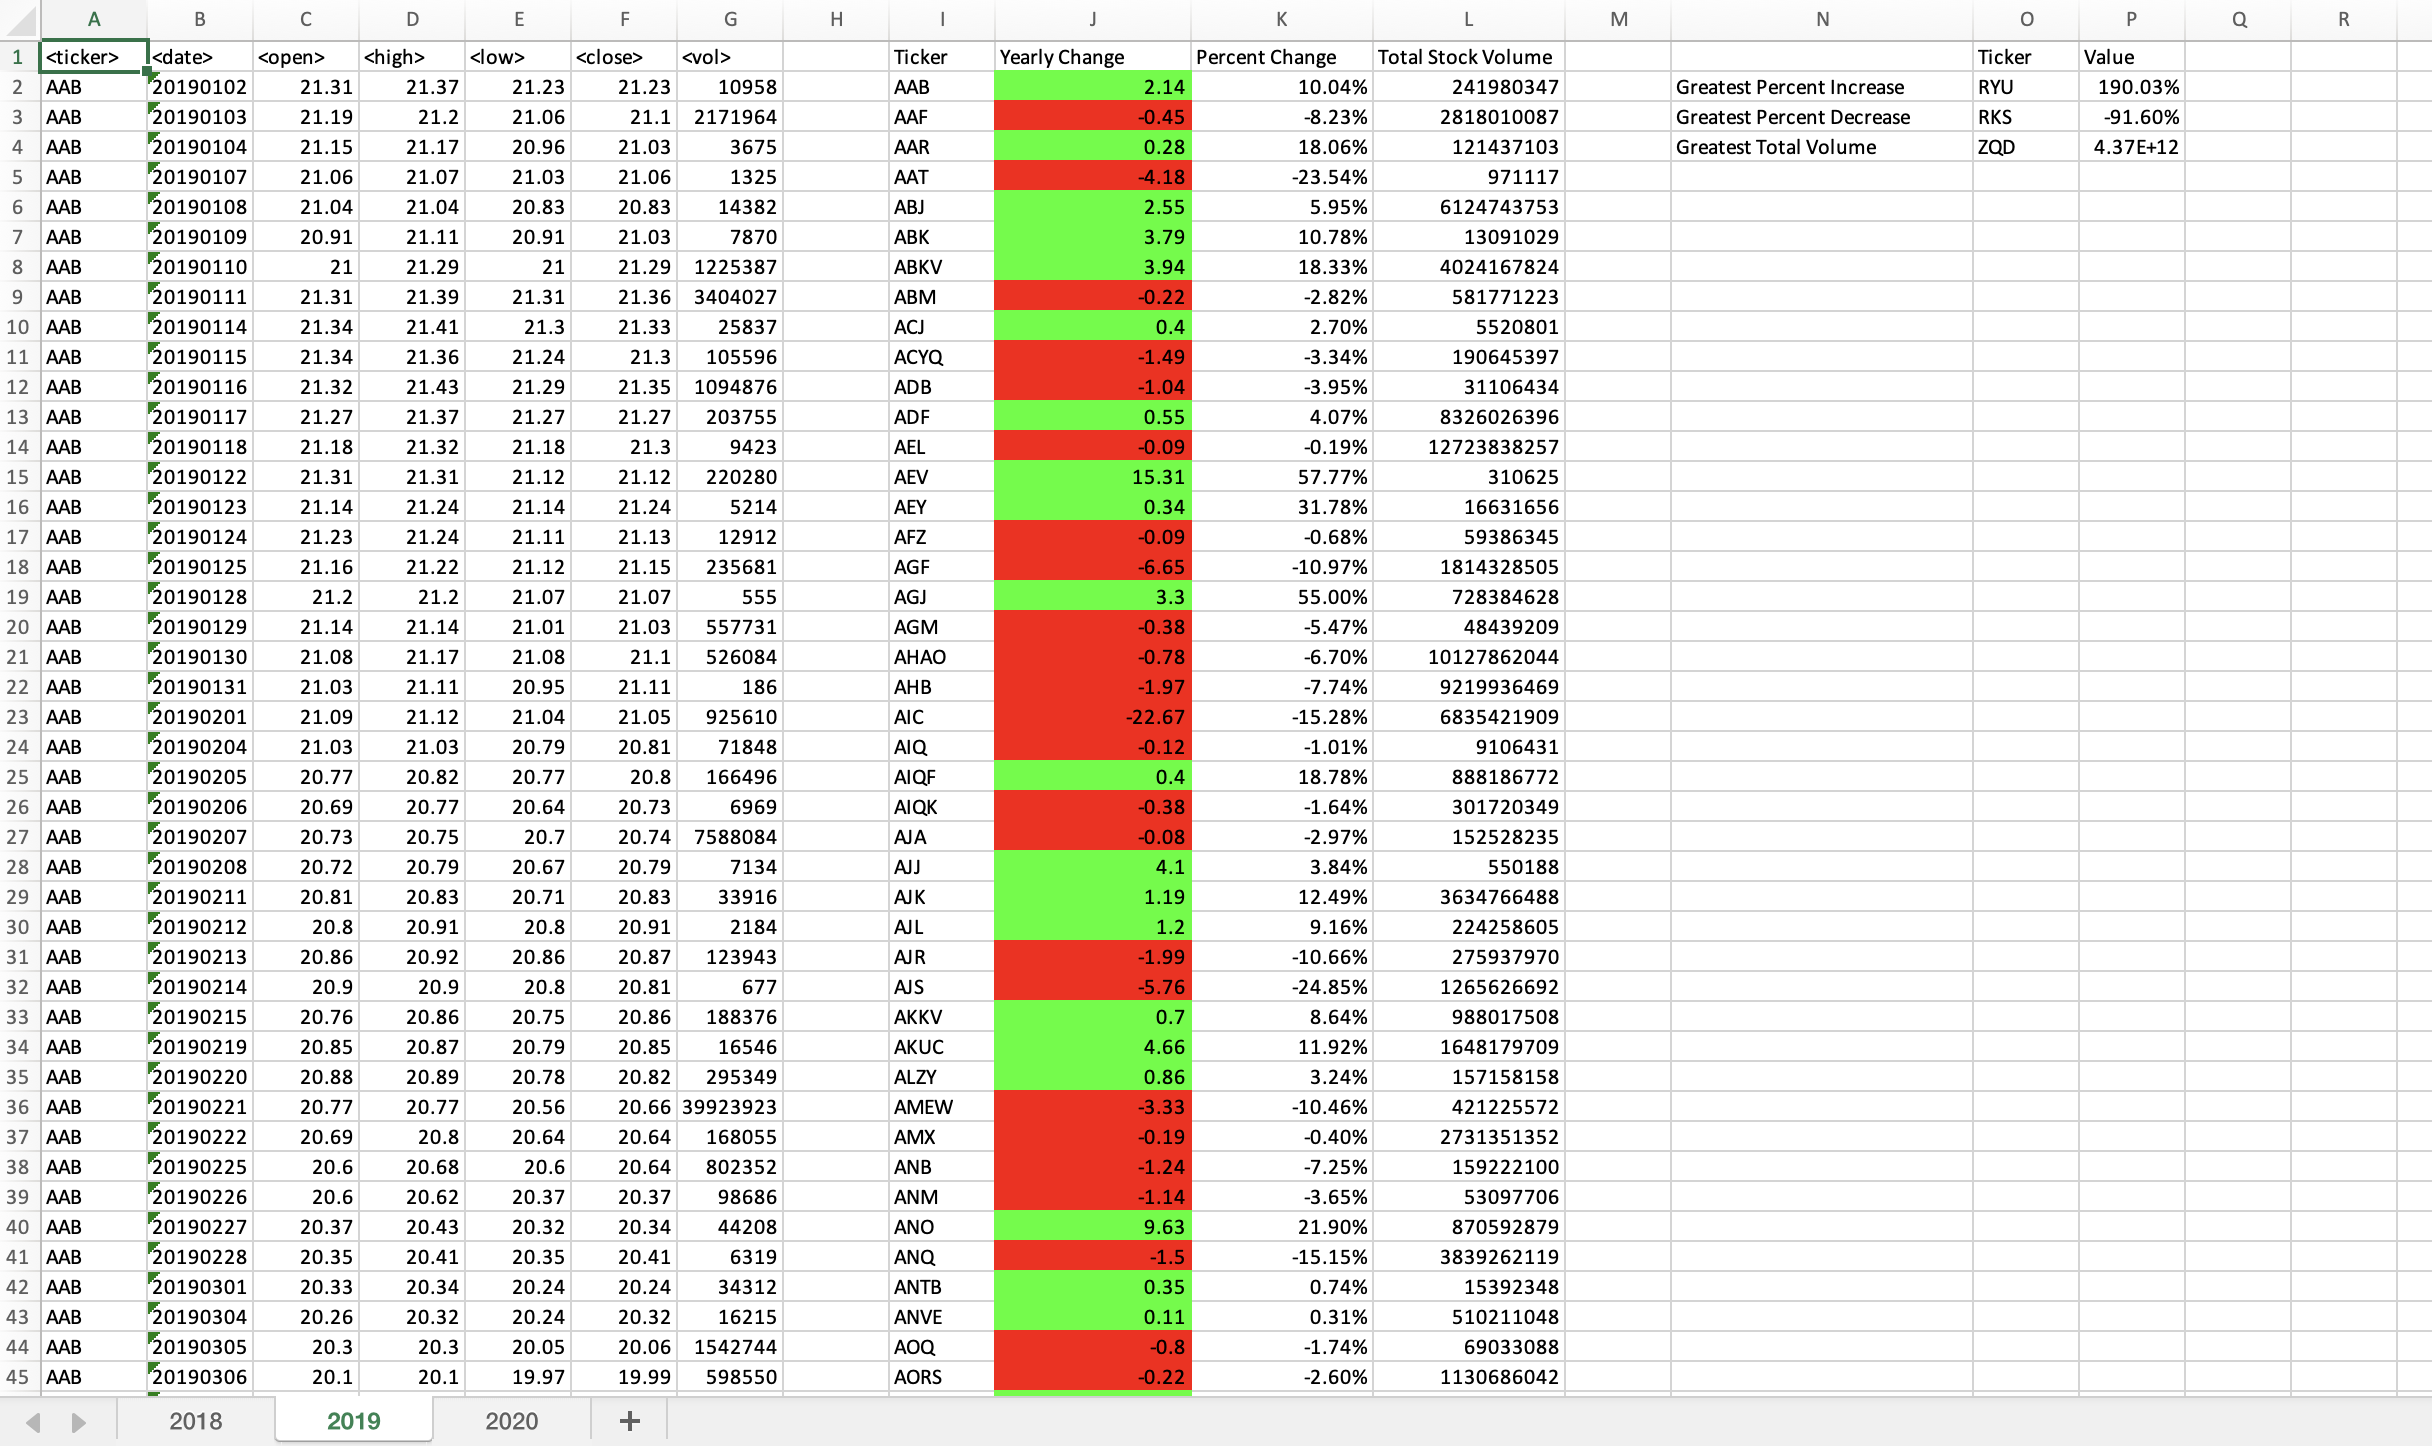 A B C D E F G H I J K L M N O P Q R
1 <ticker> <date> <open> <high> <low> <close> <vol> Ticker Yearly Change Percent Change Total Stock Volume Ticker Value
2 AAB 20190102 21.31 21.37 21.23 21.23 10958 AAB 2.14 10.04% 241980347 Greatest Percent Increase RYU 190.03%
3 AAB 20190103 21.19 21.2 21.06 21.1 2171964 AAF -0.45 -8.23% 2818010087 Greatest Percent Decrease RKS -91.60%
4 AAB 20190104 21.15 21.17 20.96 21.03 3675 AAR 0.28 18.06% 121437103 Greatest Total Volume ZQD 4.37E+12
5 AAB 20190107 21.06 21.07 21.03 21.06 1325 AAT -4.18 -23.54% 971117
6 AAB 20190108 21.04 21.04 20.83 20.83 14382 ABJ 2.55 5.95% 6124743753
7 AAB 20190109 20.91 21.11 20.91 21.03 7870 ABK 3.79 10.78% 13091029
8 AAB 20190110 21 21.29 21 21.29 1225387 ABKV 3.94 18.33% 4024167824
9 AAB 20190111 21.31 21.39 21.31 21.36 3404027 ABM -0.22 -2.82% 581771223
10 AAB 20190114 21.34 21.41 21.3 21.33 25837 ACJ 0.4 2.70% 5520801
11 AAB 20190115 21.34 21.36 21.24 21.3 105596 ACYQ -1.49 -3.34% 190645397
12 AAB 20190116 21.32 21.43 21.29 21.35 1094876 ADB -1.04 -3.95% 31106434
13 AAB 20190117 21.27 21.37 21.27 21.27 203755 ADF 0.55 4.07% 8326026396
14 AAB 20190118 21.18 21.32 21.18 21.3 9423 AEL -0.09 -0.19% 12723838257
15 AAB 20190122 21.31 21.31 21.12 21.12 220280 AEV 15.31 57.77% 310625
16 AAB 20190123 21.14 21.24 21.14 21.24 5214 AEY 0.34 31.78% 16631656
17 AAB 20190124 21.23 21.24 21.11 21.13 12912 AFZ -0.09 -0.68% 59386345
18 AAB 20190125 21.16 21.22 21.12 21.15 235681 AGF -6.65 -10.97% 1814328505
19 AAB 20190128 21.2 21.2 21.07 21.07 555 AGJ 3.3 55.00% 728384628
20 AAB 20190129 21.14 21.14 21.01 21.03 557731 AGM -0.38 -5.47% 48439209
21 AAB 20190130 21.08 21.17 21.08 21.1 526084 AHAO -0.78 -6.70% 10127862044
22 AAB 20190131 21.03 21.11 20.95 21.11 186 AHB -1.97 -7.74% 9219936469
23 AAB 20190201 21.09 21.12 21.04 21.05 925610 AIC -22.67 -15.28% 6835421909
24 AAB 20190204 21.03 21.03 20.79 20.81 71848 AIQ -0.12 -1.01% 9106431
25 AAB 20190205 20.77 20.82 20.77 20.8 166496 AIQF 0.4 18.78% 888186772
26 AAB 20190206 20.69 20.77 20.64 20.73 6969 AIQK -0.38 -1.64% 301720349
27 AAB 20190207 20.73 20.75 20.7 20.74 7588084 AJA -0.08 -2.97% 152528235
28 AAB 20190208 20.72 20.79 20.67 20.79 7134 AJJ 4.1 3.84% 550188
29 AAB 20190211 20.81 20.83 20.71 20.83 33916 AJK 1.19 12.49% 3634766488
30 AAB 20190212 20.8 20.91 20.8 20.91 2184 AJL 1.2 9.16% 224258605
31 AAB 20190213 20.86 20.92 20.86 20.87 123943 AJR -1.99 -10.66% 275937970
32 AAB 20190214 20.9 20.9 20.8 20.81 677 AJS -5.76 -24.85% 1265626692
33 AAB 20190215 20.76 20.86 20.75 20.86 188376 AKKV 0.7 8.64% 988017508
34 AAB 20190219 20.85 20.87 20.79 20.85 16546 AKUC 4.66 11.92% 1648179709
35 AAB 20190220 20.88 20.89 20.78 20.82 295349 ALZY 0.86 3.24% 157158158
36 AAB 20190221 20.77 20.77 20.56 20.66 39923923 AMEW -3.33 -10.46% 421225572
37 AAB 20190222 20.69 20.8 20.64 20.64 168055 AMX -0.19 -0.40% 2731351352
38 AAB 20190225 20.6 20.68 20.6 20.64 802352 ANB -1.24 -7.25% 159222100
39 AAB 20190226 20.6 20.62 20.37 20.37 98686 ANM -1.14 -3.65% 53097706
40 AAB 20190227 20.37 20.43 20.32 20.34 44208 ANO 9.63 21.90% 870592879
41 AAB 20190228 20.35 20.41 20.35 20.41 6319 ANQ -1.5 -15.15% 3839262119
42 AAB 20190301 20.33 20.34 20.24 20.24 34312 ANTB 0.35 0.74% 15392348
43 AAB 20190304 20.26 20.32 20.24 20.32 16215 ANVE 0.11 0.31% 510211048
44 AAB 20190305 20.3 20.3 20.05 20.06 1542744 AOQ -0.8 -1.74% 69033088
45 AAB 20190306 20.1 20.1 19.97 19.99 598550 AORS -0.22 -2.60% 1130686042
2018 2019 2020 +